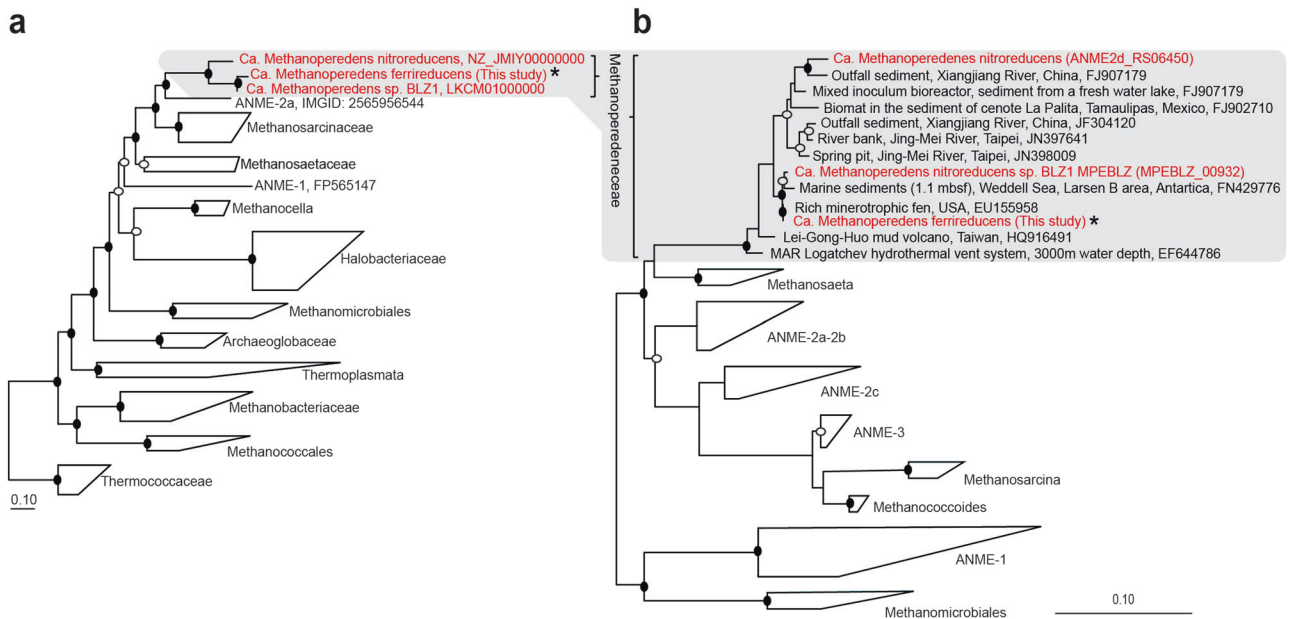 a
Ca. Methanoperedens nitroreducens, NZ_JMIY00000000
Ca. Methanoperedens ferrireducens (This study) *
Ca. Methanoperedens sp. BLZ1, LKCM01000000
ANME-2a, IMGID: 2565956544
Methanosarcinaceae
Methanosaetaceae
ANME-1, FP565147
Methanocella
Halobacteriaceae
Methanomicrobiales
Archaeoglobaceae
Thermoplasmata
Methanobacteriaceae
Methanococcales
Thermococcaceae
0.10
Methanoperedeneceae
b
Ca. Methanoperedenes nitroreducens (ANME2d_RS06450)
Outfall sediment, Xiangjiang River, China, FJ907179
Mixed inoculum bioreactor, sediment from a fresh water lake, FJ907179
Biomat in the sediment of cenote La Palita, Tamaulipas, Mexico, FJ902710
Outfall sediment, Xiangjiang River, China, JF304120
River bank, Jing-Mei River, Taipei, JN397641
Spring pit, Jing-Mei River, Taipei, JN398009
Ca. Methanoperedens nitroreducens sp. BLZ1 MPEBLZ (MPEBLZ_00932)
Marine sediments (1.1 mbsf), Weddell Sea, Larsen B area, Antartica, FN429776
Rich minerotrophic fen, USA, EU155958
Ca. Methanoperedens ferrireducens (This study) *
Lei-Gong-Huo mud volcano, Taiwan, HQ916491
MAR Logatchev hydrothermal vent system, 3000m water depth, EF644786
Methanosaeta
ANME-2a-2b
ANME-2c
ANME-3
Methanosarcina
Methanococcoides
ANME-1
Methanomicrobiales
0.10